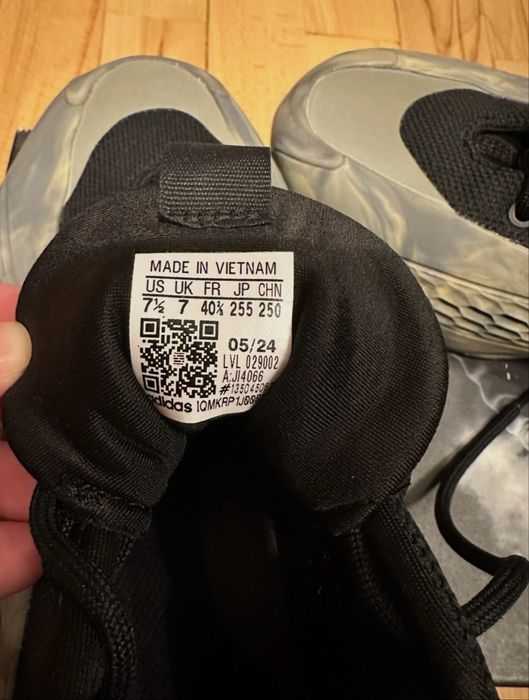 MADE IN VIETNAM
US UK FR JP CHN
7½ 7 40⅔ 255 250
05/24
LVL 029002
A:JI4066
adidas